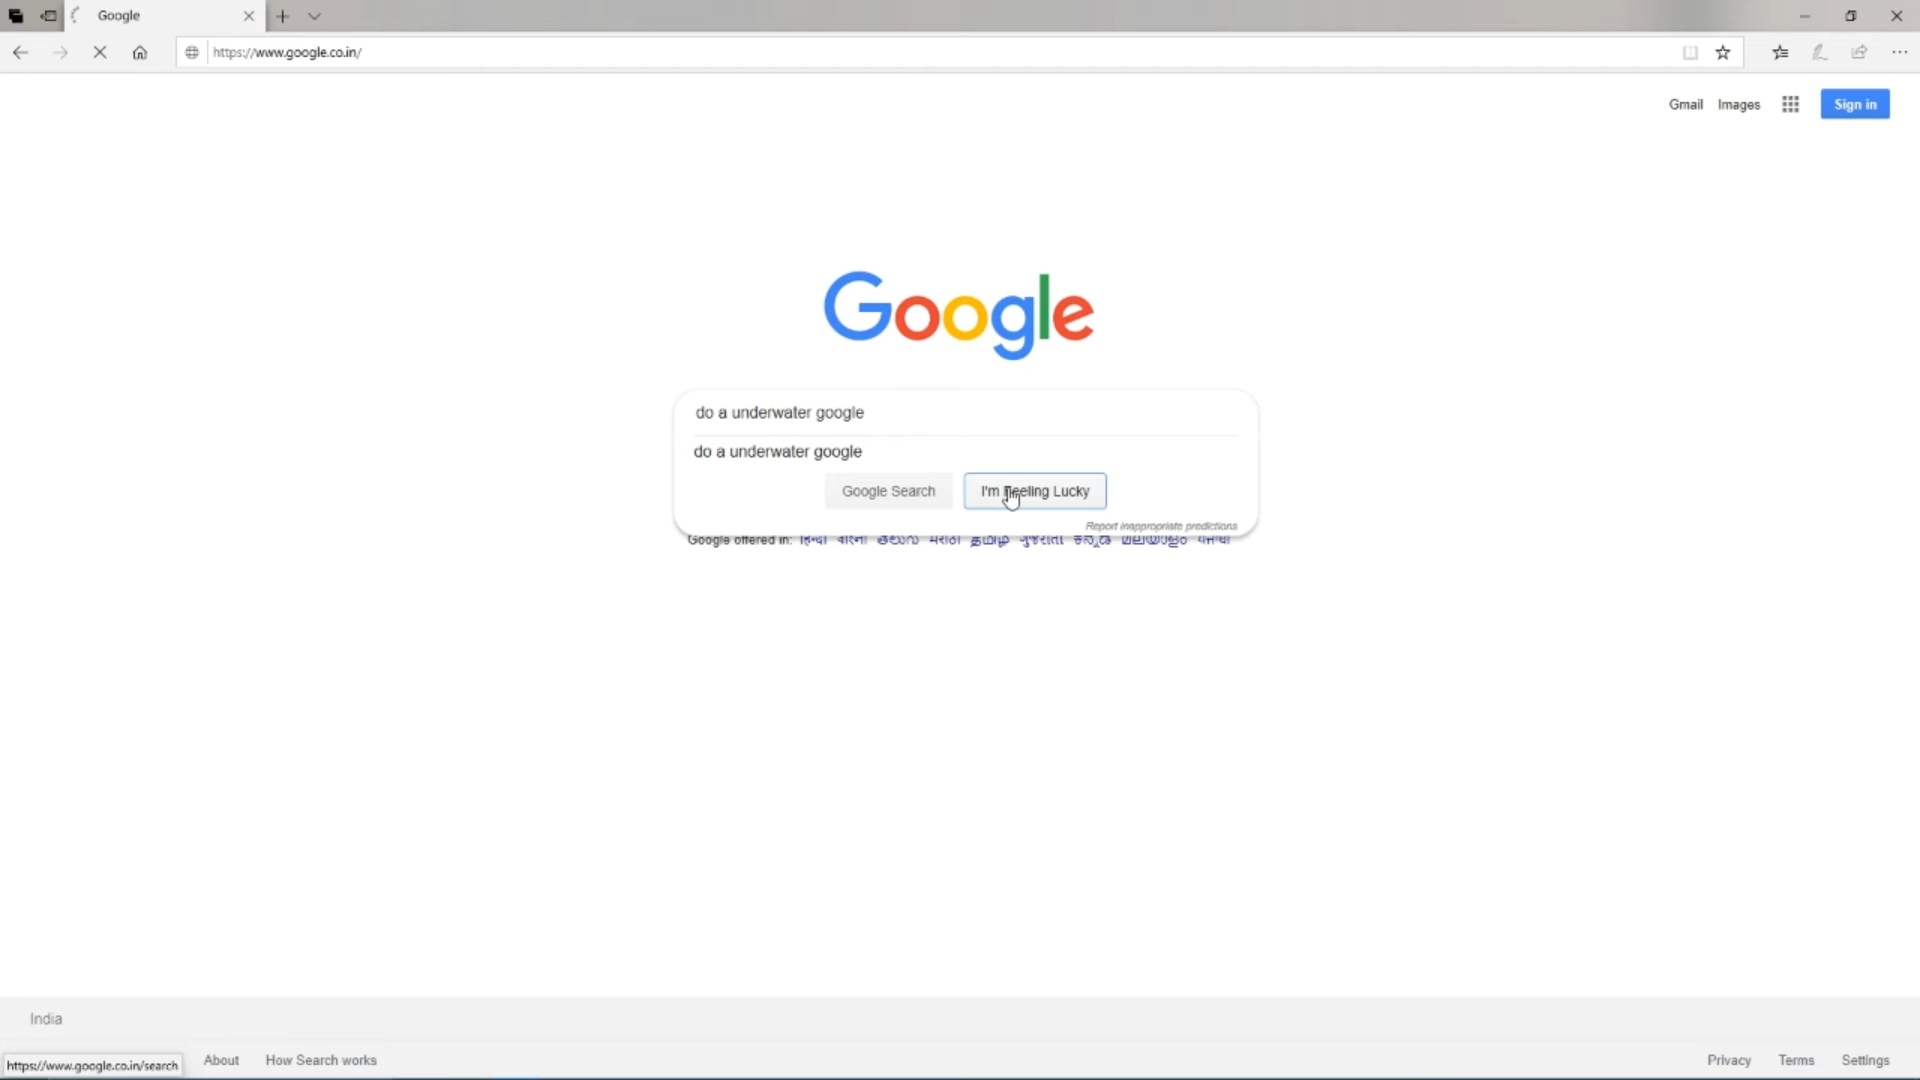 Google
https://www.google.co.in/
Gmail Images Sign in
Google
do a underwater google
do a underwater google
Google Search I'm Feeling Lucky
Report inappropriate predictions
Google offered in: हिन्दी বাংলা తెలుగు मराठी தமிழ் ગુજરાતી ಕನ್ನಡ മലയാളം ਪੰਜਾਬੀ
India
https://www.google.co.in/search About How Search works Privacy Terms Settings